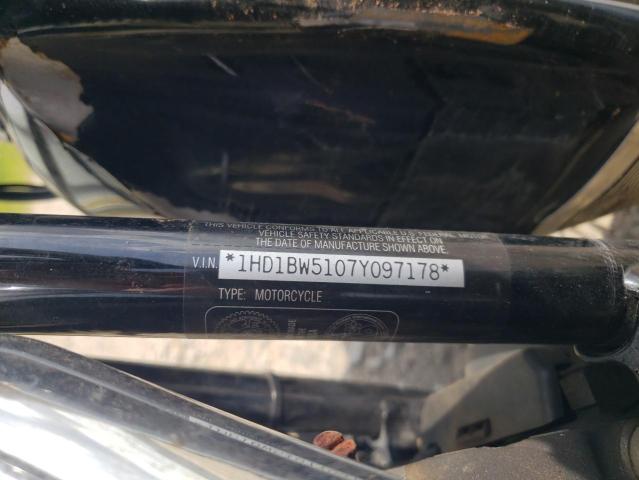 THIS VEHICLE CONFORMS TO ALL APPLICABLE U.S. FEDERAL MOTOR
VEHICLE SAFETY STANDARDS IN EFFECT ON
THE DATE OF MANUFACTURE SHOWN ABOVE.
V.I.N. *1HD1BW5107Y097178*
TYPE: MOTORCYCLE